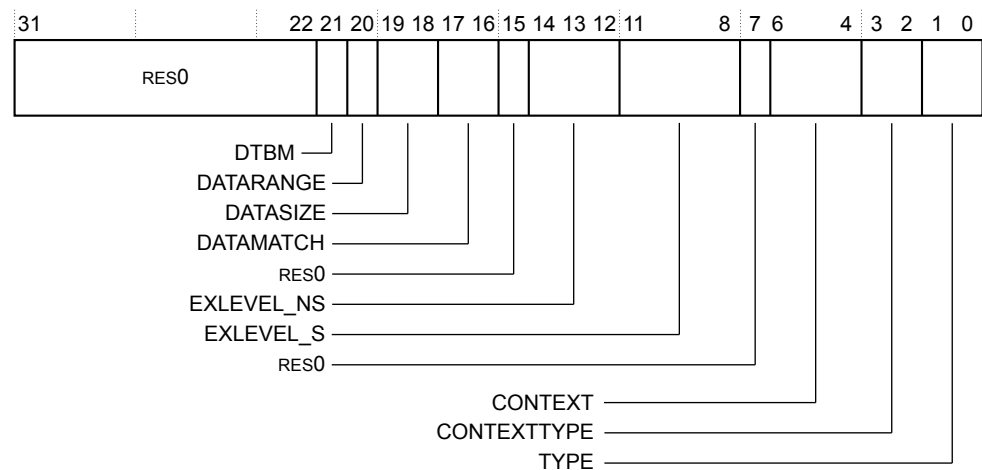 31 22 21 20 19 18 17 16 15 14 13 12 11 8 7 6 4 3 2 1 0
RES0
DTBM
DATARANGE
DATASIZE
DATAMATCH
RES0
EXLEVEL_NS
EXLEVEL_S
RES0
CONTEXT
CONTEXTTYPE
TYPE